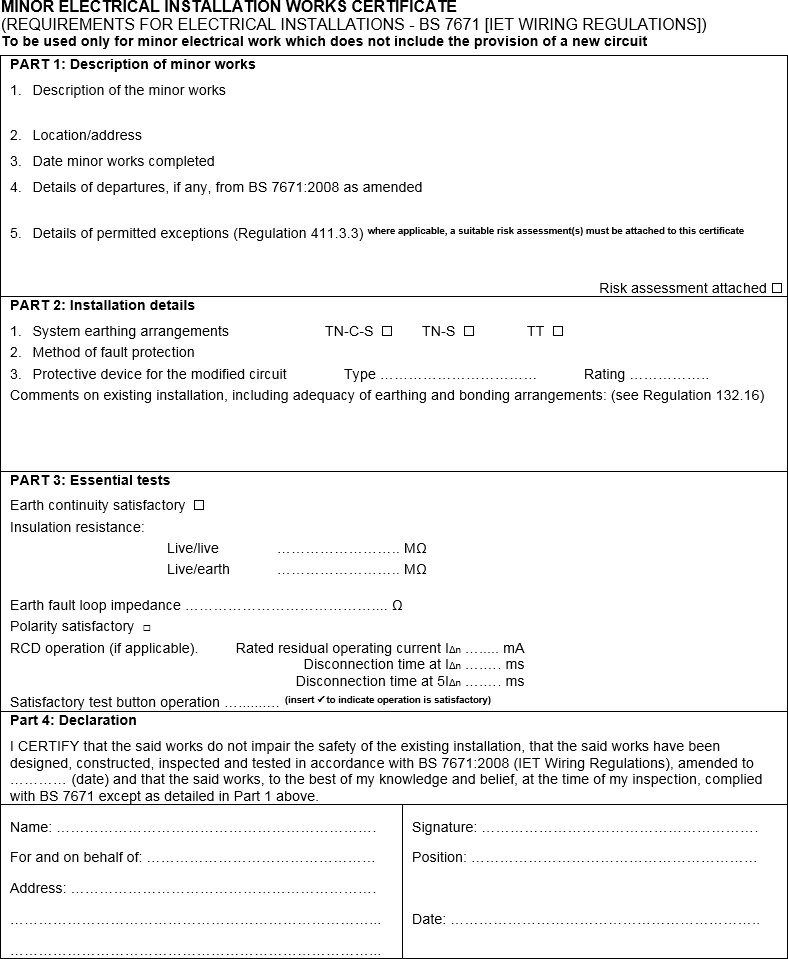 MINOR ELECTRICAL INSTALLATION WORKS CERTIFICATE
(REQUIREMENTS FOR ELECTRICAL INSTALLATIONS - BS 7671 [IET WIRING REGULATIONS])
To be used only for minor electrical work which does not include the provision of a new circuit
PART 1: Description of minor works
1. Description of the minor works
2. Location/address
3. Date minor works completed
4. Details of departures, if any, from BS 7671:2008 as amended
5. Details of permitted exceptions (Regulation 411.3.3) where applicable, a suitable risk assessment(s) must be attached to this certificate
Risk assessment attached □
PART 2: Installation details
1. System earthing arrangements TN-C-S □ TN-S □ TT □
2. Method of fault protection
3. Protective device for the modified circuit Type …………………………… Rating ……………..
Comments on existing installation, including adequacy of earthing and bonding arrangements: (see Regulation 132.16)
PART 3: Essential tests
Earth continuity satisfactory □
Insulation resistance:
Live/live …………………….. MΩ
Live/earth …………………….. MΩ
Earth fault loop impedance ………………………………….... Ω
Polarity satisfactory □
RCD operation (if applicable). Rated residual operating current I∆n …….. mA
Disconnection time at I∆n …….. ms
Disconnection time at 5I∆n …….. ms
Satisfactory test button operation …......... (insert ✓ to indicate operation is satisfactory)
Part 4: Declaration
I CERTIFY that the said works do not impair the safety of the existing installation, that the said works have been
designed, constructed, inspected and tested in accordance with BS 7671:2008 (IET Wiring Regulations), amended to
………… (date) and that the said works, to the best of my knowledge and belief, at the time of my inspection, complied
with BS 7671 except as detailed in Part 1 above.
Name: ………………………………………………………….
Signature: ………………………………………………….
For and on behalf of: …………………………………………
Position: ……………………………………………………
Address: ……………………………………………………….
……………………………………………………………………..
Date: ………………………………………………………..
……………………………………………………………………..